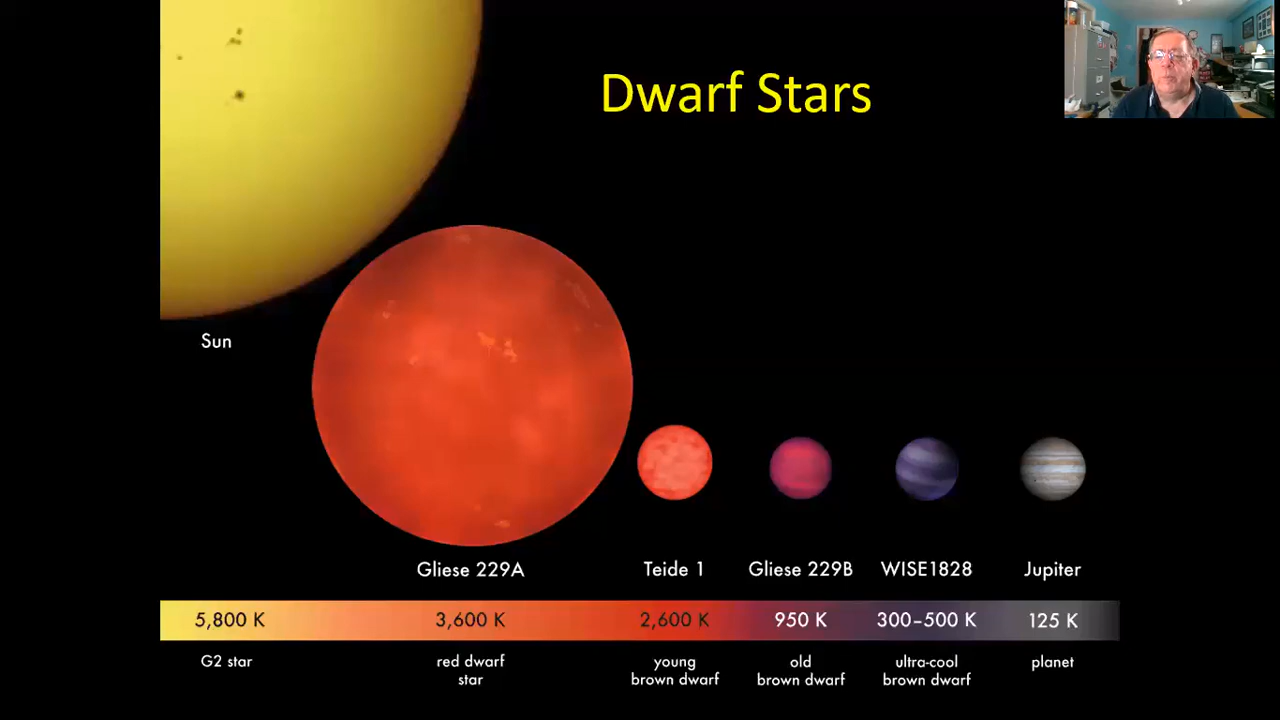 Dwarf Stars
Sun
Gliese 229A
Teide 1
Gliese 229B
WISE1828
Jupiter
5,800 K
3,600 K
2,600 K
950 K
300–500 K
125 K
G2 star
red dwarf
star
young
brown dwarf
old
brown dwarf
ultra-cool
brown dwarf
planet